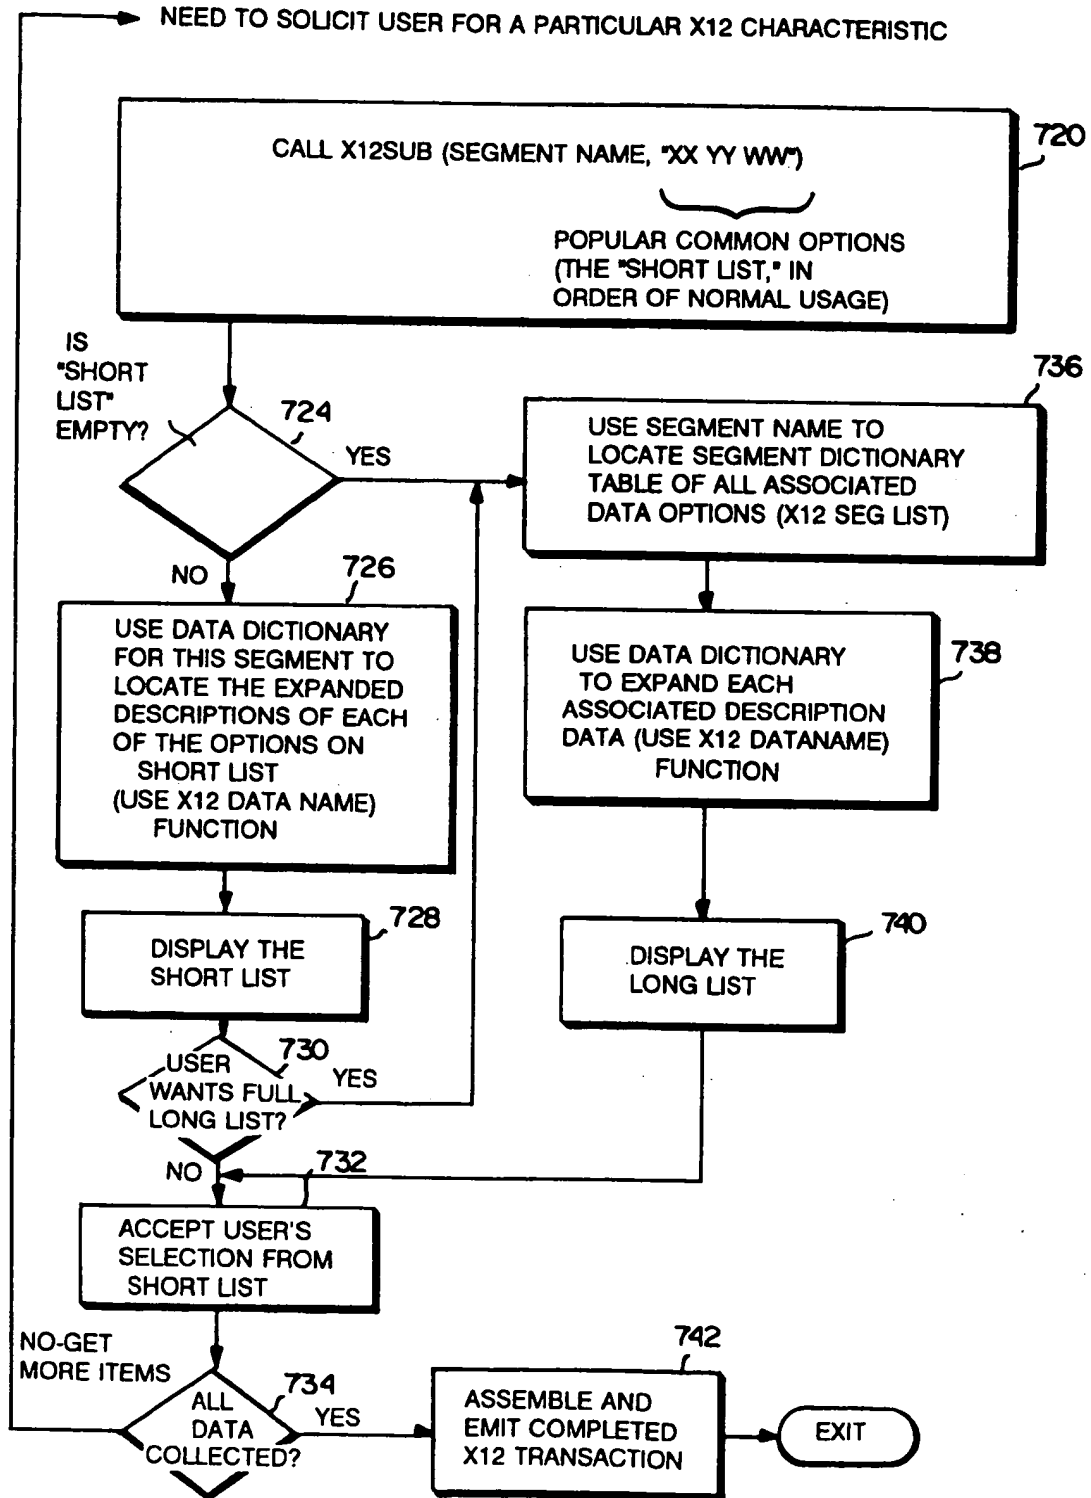 NEED TO SOLICIT USER FOR A PARTICULAR X12 CHARACTERISTIC
720
CALL X12SUB (SEGMENT NAME, "XX YY WW")
POPULAR COMMON OPTIONS
(THE "SHORT LIST," IN
ORDER OF NORMAL USAGE)
IS
"SHORT
LIST"
EMPTY?
724
YES
NO
736
USE SEGMENT NAME TO
LOCATE SEGMENT DICTIONARY
TABLE OF ALL ASSOCIATED
DATA OPTIONS (X12 SEG LIST)
726
USE DATA DICTIONARY
FOR THIS SEGMENT TO
LOCATE THE EXPANDED
DESCRIPTIONS OF EACH
OF THE OPTIONS ON
SHORT LIST
(USE X12 DATA NAME)
FUNCTION
738
USE DATA DICTIONARY
TO EXPAND EACH
ASSOCIATED DESCRIPTION
DATA (USE X12 DATANAME)
FUNCTION
728
DISPLAY THE
SHORT LIST
740
DISPLAY THE
LONG LIST
730
USER
WANTS FULL
LONG LIST?
YES
NO
732
ACCEPT USER'S
SELECTION FROM
SHORT LIST
NO-GET
MORE ITEMS
734
ALL
DATA
COLLECTED?
YES
742
ASSEMBLE AND
EMIT COMPLETED
X12 TRANSACTION
EXIT